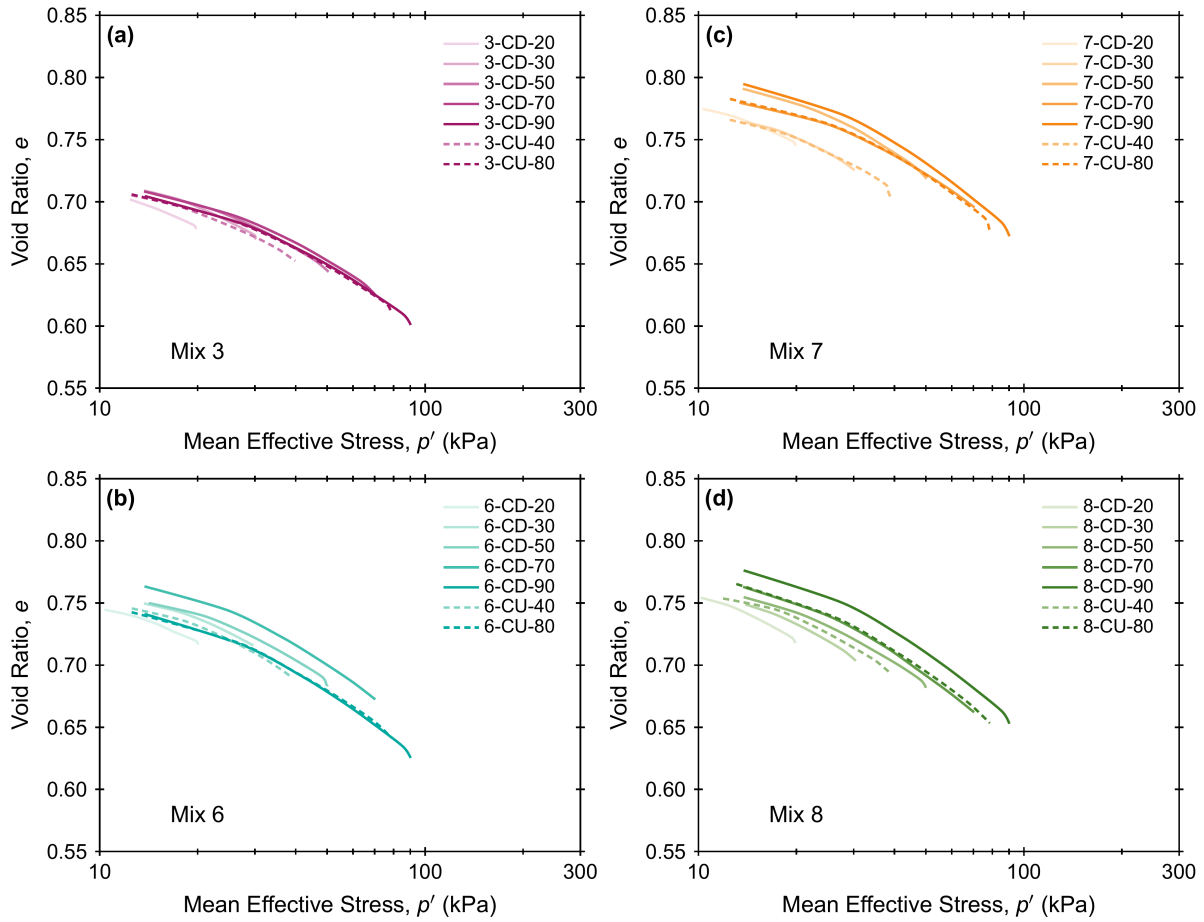 (a)
3-CD-20
3-CD-30
3-CD-50
3-CD-70
3-CD-90
3-CU-40
3-CU-80
Mix 3
0.85
0.80
0.75
0.70
0.65
0.60
0.55
Void Ratio, e
10
100
300
Mean Effective Stress, p′ (kPa)
(c)
7-CD-20
7-CD-30
7-CD-50
7-CD-70
7-CD-90
7-CU-40
7-CU-80
Mix 7
0.85
0.80
0.75
0.70
0.65
0.60
0.55
Void Ratio, e
10
100
300
Mean Effective Stress, p′ (kPa)
(b)
6-CD-20
6-CD-30
6-CD-50
6-CD-70
6-CD-90
6-CU-40
6-CU-80
Mix 6
0.85
0.80
0.75
0.70
0.65
0.60
0.55
Void Ratio, e
10
100
300
Mean Effective Stress, p′ (kPa)
(d)
8-CD-20
8-CD-30
8-CD-50
8-CD-70
8-CD-90
8-CU-40
8-CU-80
Mix 8
0.85
0.80
0.75
0.70
0.65
0.60
0.55
Void Ratio, e
10
100
300
Mean Effective Stress, p′ (kPa)